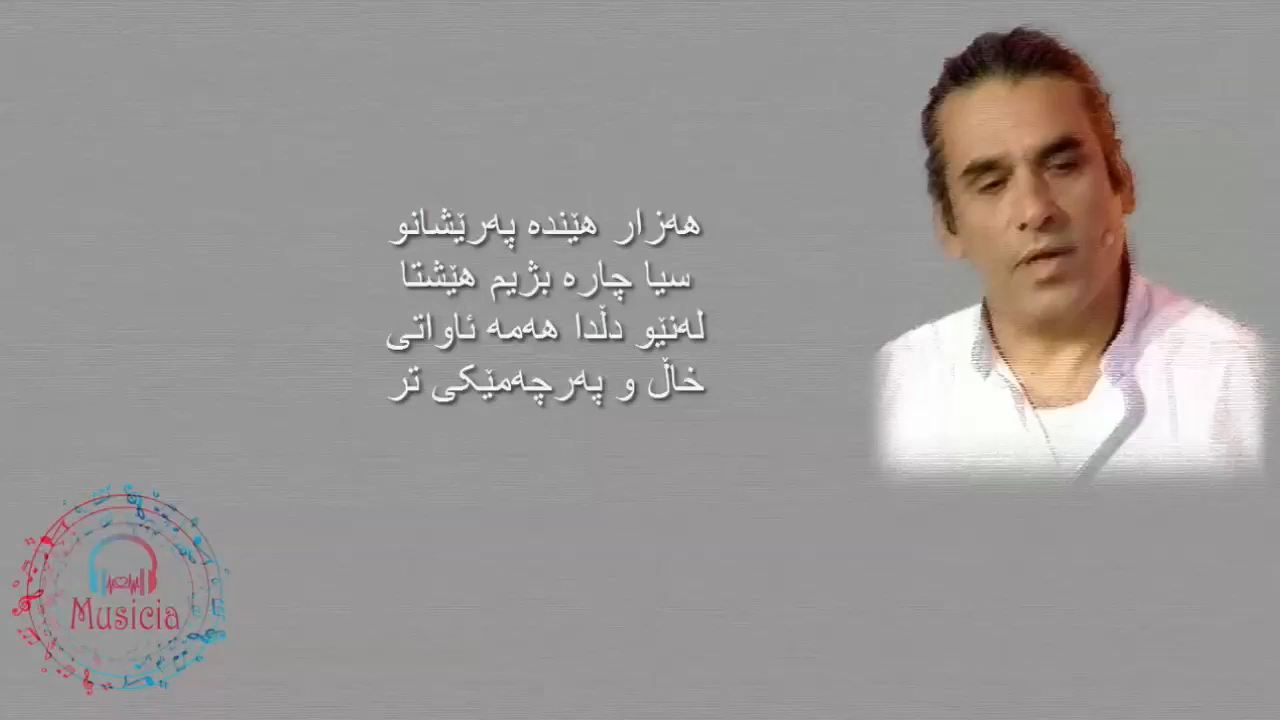 هەزار هێندە پەرێشانو
سیا چارە بژیم هێشتا
لەنێو دڵدا هەمە ئاواتی
خاڵ و پەرچەمێکی تر
Musicia